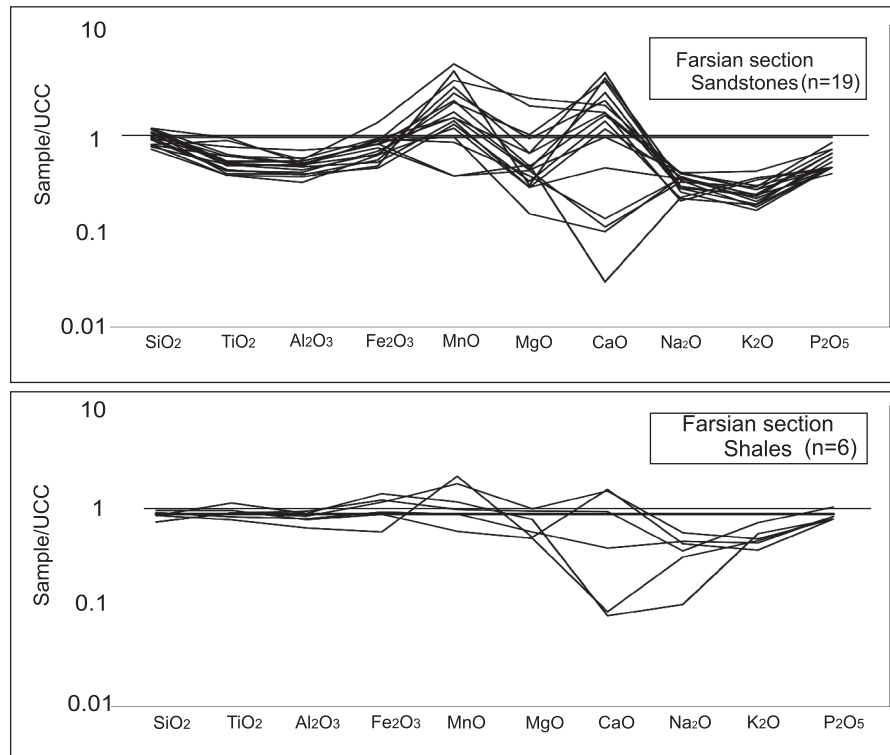 10
Farsian section
Sandstones (n=19)
1
Sample/UCC
0.1
0.01
SiO₂ TiO₂ Al₂O₃ Fe₂O₃ MnO MgO CaO Na₂O K₂O P₂O₅
10
Farsian section
Shales (n=6)
1
Sample/UCC
0.1
0.01
SiO₂ TiO₂ Al₂O₃ Fe₂O₃ MnO MgO CaO Na₂O K₂O P₂O₅